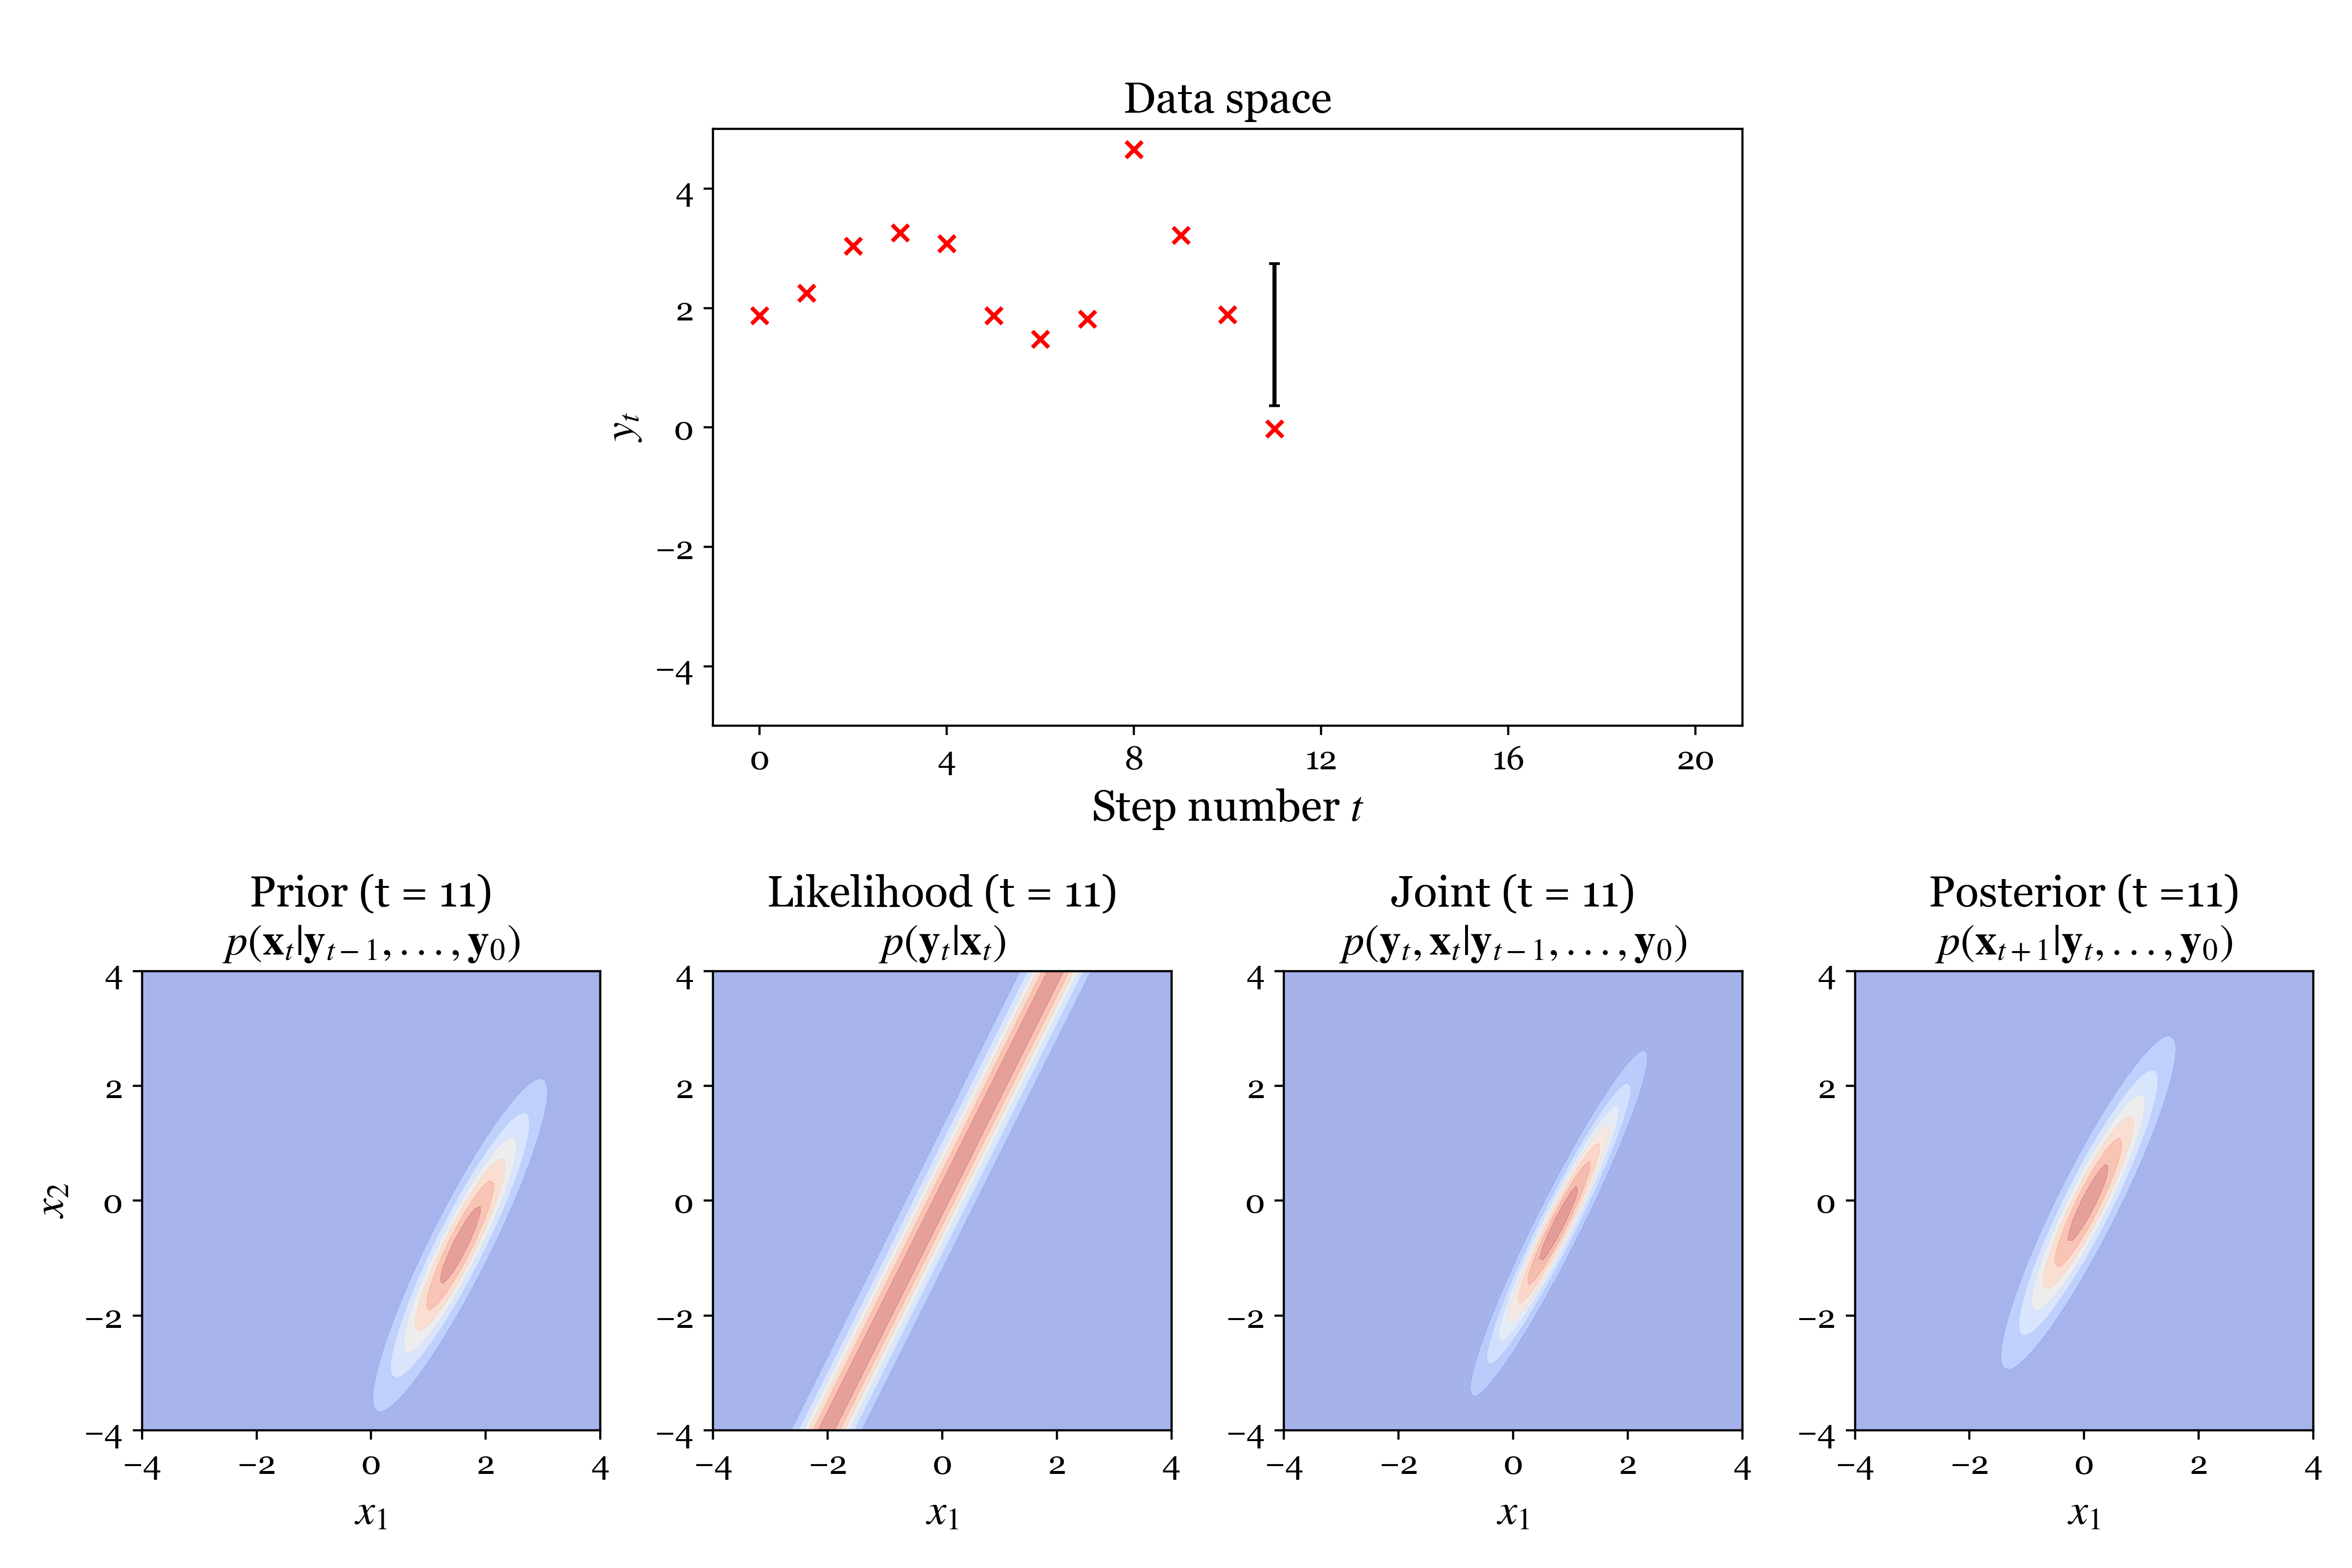 Data space
4
2
0
−2
−4
y_t
0 4 8 12 16 20
Step number t
Prior (t = 11)
p(x_t|y_{t−1}, . . . , y_0)
4
2
0
−2
−4
x_2
−4 −2 0 2 4
x_1
Likelihood (t = 11)
p(y_t|x_t)
4
2
0
−2
−4
−4 −2 0 2 4
x_1
Joint (t = 11)
p(y_t, x_t|y_{t−1}, . . . , y_0)
4
2
0
−2
−4
−4 −2 0 2 4
x_1
Posterior (t =11)
p(x_{t+1}|y_t, . . . , y_0)
4
2
0
−2
−4
−4 −2 0 2 4
x_1